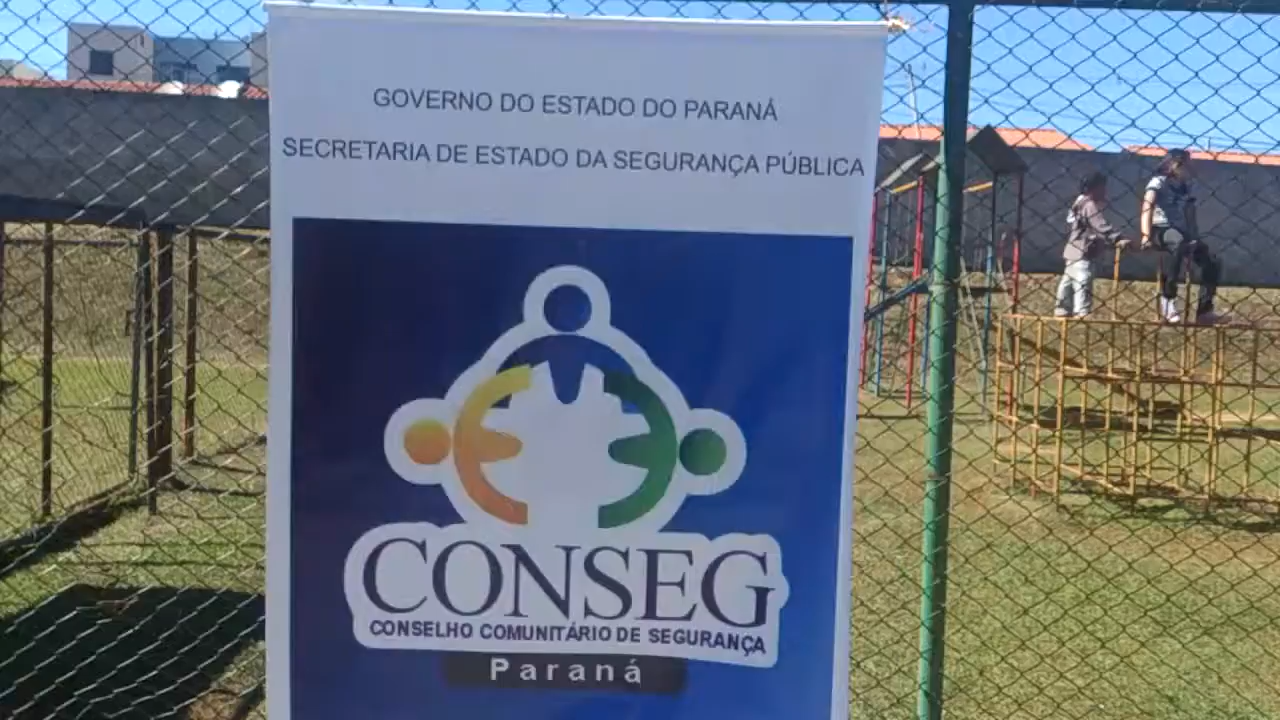 GOVERNO DO ESTADO DO PARANÁ
SECRETARIA DE ESTADO DA SEGURANÇA PÚBLICA
CONSEG
CONSELHO COMUNITÁRIO DE SEGURANÇA
Paraná